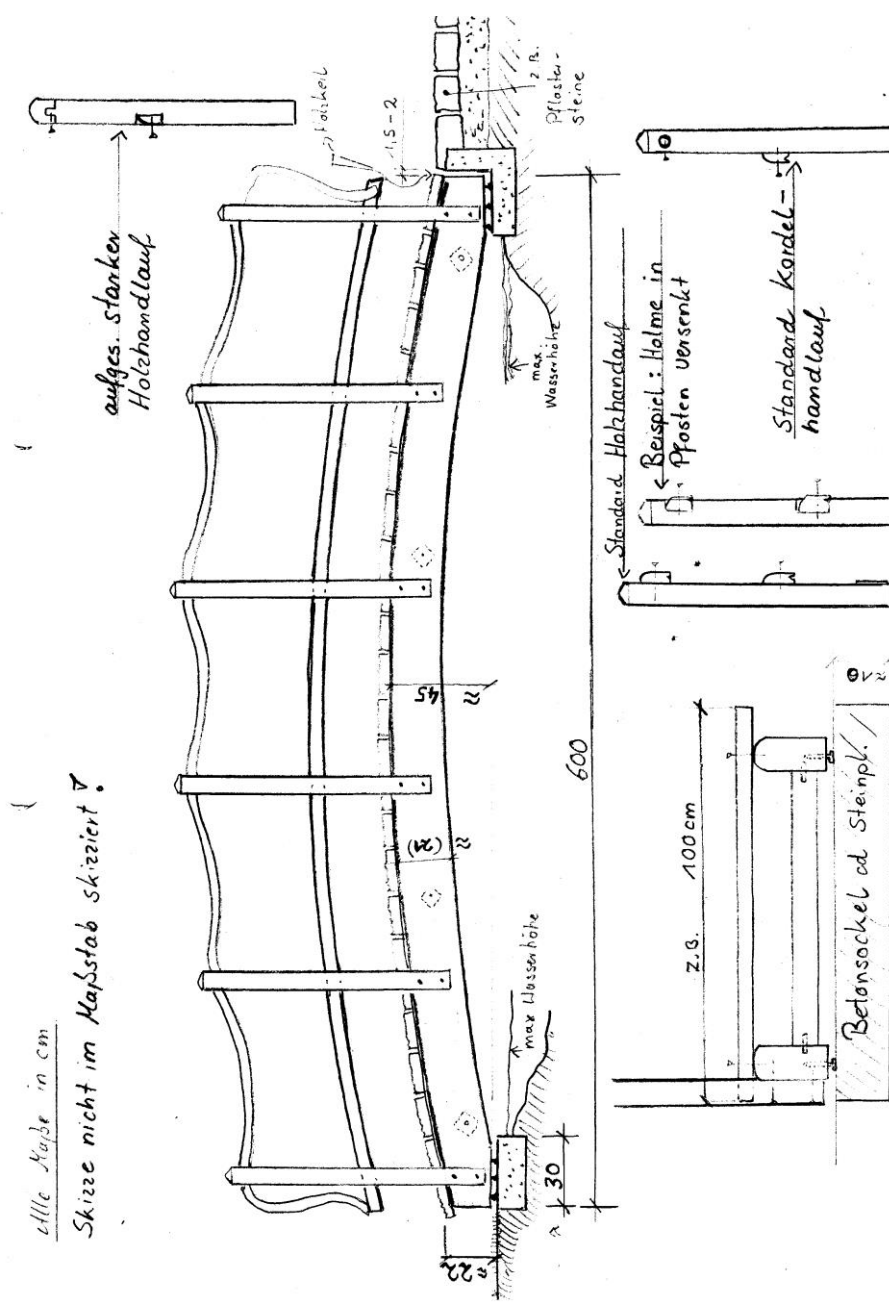 Alle Maße in cm
Skizze nicht im Maßstab skizziert!
aufges. starker
Holzhandlauf
Holzkeil
1,5-2
z.B.
Pflaster-
steine
max.
Wasserhöhe
≈ 45
≈ (21)
max Wasserhöhe
≈ 22
≈ 30
600
Standard Holzhandlauf
Beispiel: Holme in
Pfosten versenkt
Standard Kordel-
handlauf
z.B. 100cm
Betonsockel od Steinpl.